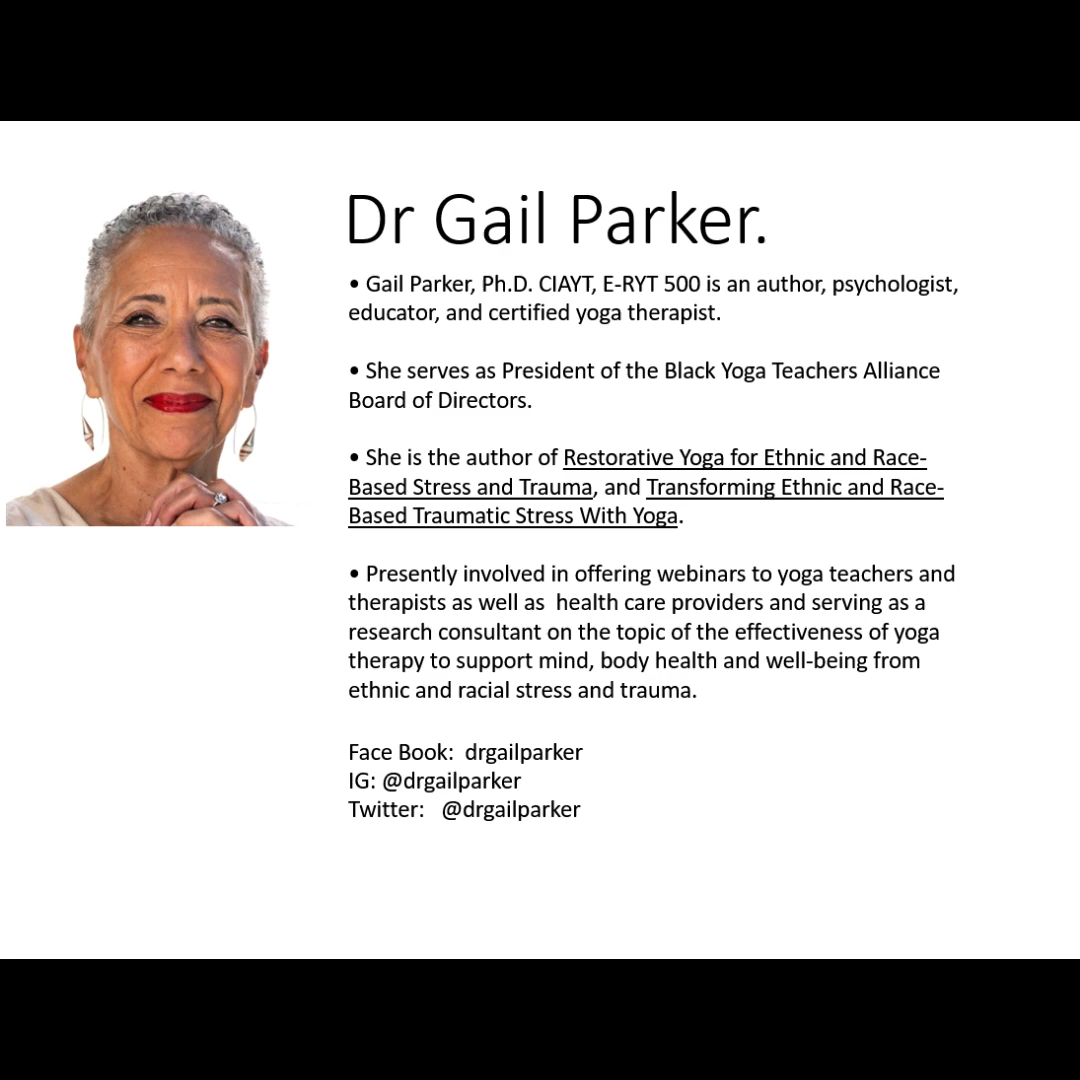 Dr Gail Parker.
• Gail Parker, Ph.D. CIAYT, E-RYT 500 is an author, psychologist,
educator, and certified yoga therapist.
• She serves as President of the Black Yoga Teachers Alliance
Board of Directors.
• She is the author of Restorative Yoga for Ethnic and Race-
Based Stress and Trauma, and Transforming Ethnic and Race-
Based Traumatic Stress With Yoga.
• Presently involved in offering webinars to yoga teachers and
therapists as well as  health care providers and serving as a
research consultant on the topic of the effectiveness of yoga
therapy to support mind, body health and well-being from
ethnic and racial stress and trauma.
Face Book:  drgailparker
IG: @drgailparker
Twitter:   @drgailparker